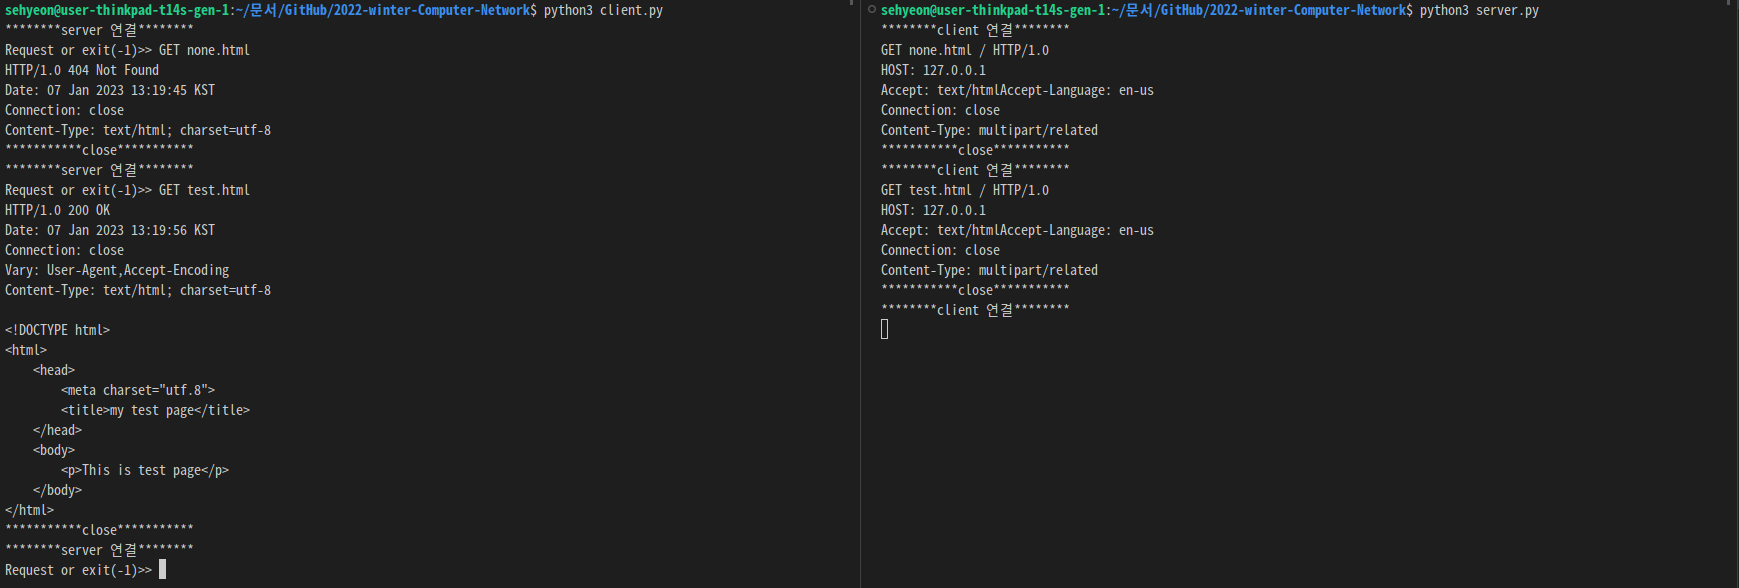 sehyeon@user-thinkpad-t14s-gen-1:~/문서/GitHub/2022-winter-Computer-Network$ python3 client.py
********server 연결********
Request or exit(-1)>> GET none.html
HTTP/1.0 404 Not Found
Date: 07 Jan 2023 13:19:45 KST
Connection: close
Content-Type: text/html; charset=utf-8
***********close***********
********server 연결********
Request or exit(-1)>> GET test.html
HTTP/1.0 200 OK
Date: 07 Jan 2023 13:19:56 KST
Connection: close
Vary: User-Agent,Accept-Encoding
Content-Type: text/html; charset=utf-8

<!DOCTYPE html>
<html>
    <head>
        <meta charset="utf.8">
        <title>my test page</title>
    </head>
    <body>
        <p>This is test page</p>
    </body>
</html>
***********close***********
********server 연결********
Request or exit(-1)>>
sehyeon@user-thinkpad-t14s-gen-1:~/문서/GitHub/2022-winter-Computer-Network$ python3 server.py
********client 연결********
GET none.html / HTTP/1.0
HOST: 127.0.0.1
Accept: text/htmlAccept-Language: en-us
Connection: close
Content-Type: multipart/related
***********close***********
********client 연결********
GET test.html / HTTP/1.0
HOST: 127.0.0.1
Accept: text/htmlAccept-Language: en-us
Connection: close
Content-Type: multipart/related
***********close***********
********client 연결********